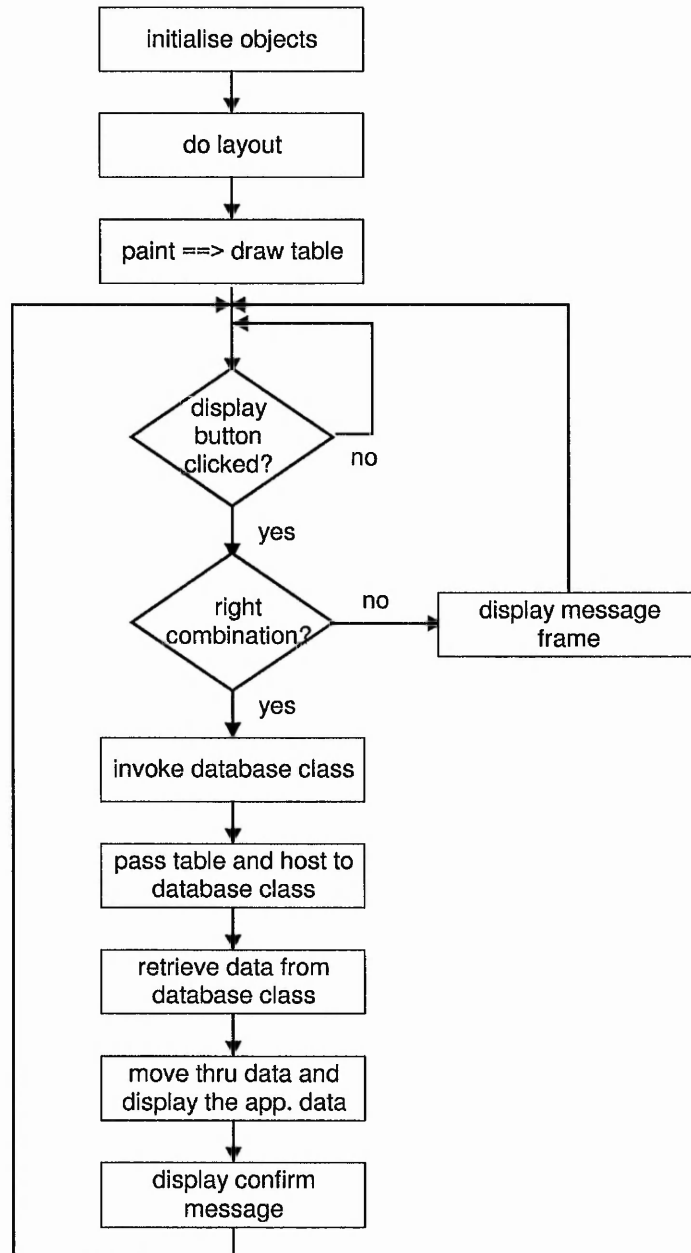 initialise objects
do layout
paint ==> draw table
display
button
clicked?
no
yes
right
combination?
no
display message
frame
yes
invoke database class
pass table and host to
database class
retrieve data from
database class
move thru data and
display the app. data
display confirm
message